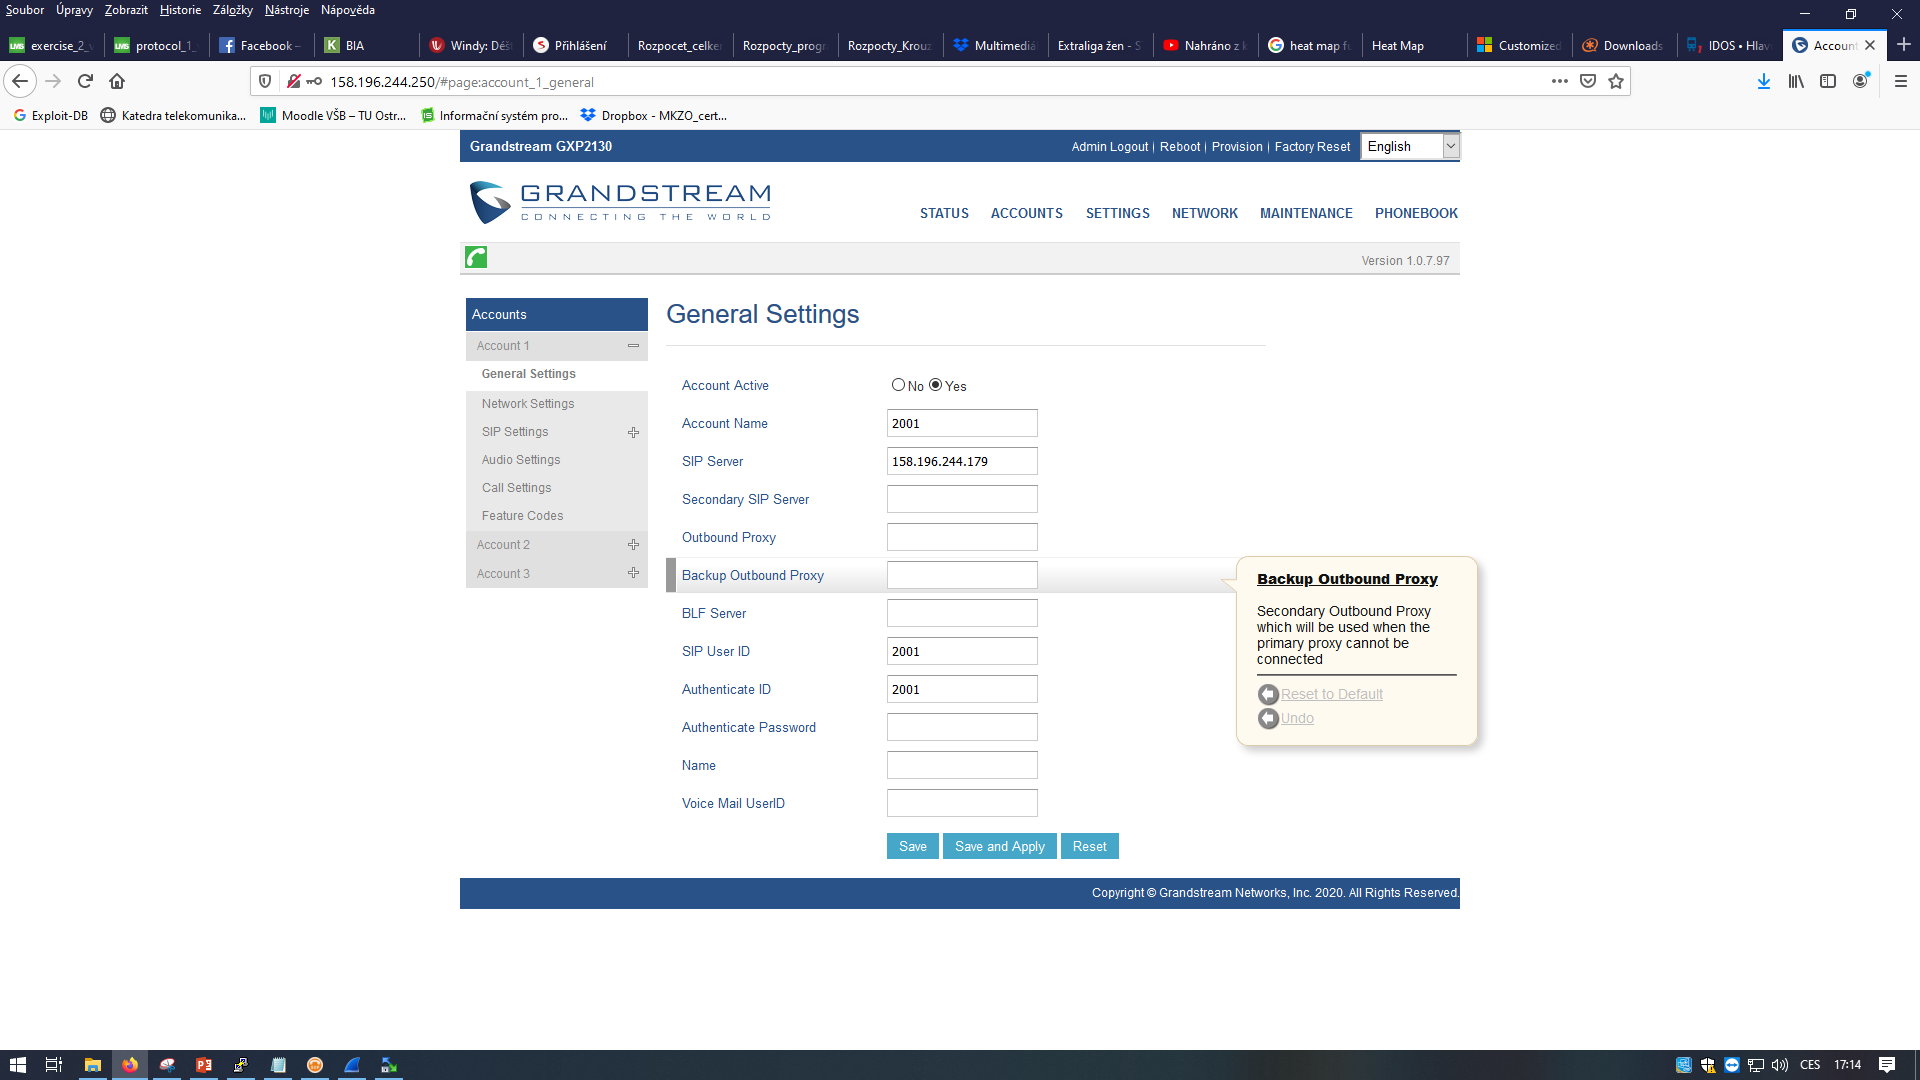 Soubor Úpravy Zobrazit Historie Záložky Nástroje Nápověda
exercise_2_ protocol_1_ Facebook – BIA Windy: Déš Přihlášení Rozpocet_celke Rozpocty_progr Rozpocty_Krouz Multimediá Extraliga žen - S Nahráno z k heat map fu Heat Map Customized Downloads IDOS • Hlav Account
158.196.244.250/#page:account_1_general
Exploit-DB Katedra telekomunika... Moodle VŠB – TU Ostr... Informační systém pro... Dropbox - MKZO_cert...
Grandstream GXP2130 Admin Logout | Reboot | Provision | Factory Reset English
GRANDSTREAM
CONNECTING THE WORLD
STATUS ACCOUNTS SETTINGS NETWORK MAINTENANCE PHONEBOOK
Version 1.0.7.97
Accounts
Account 1
General Settings
Network Settings
SIP Settings
Audio Settings
Call Settings
Feature Codes
Account 2
Account 3
General Settings
Account Active No Yes
Account Name 2001
SIP Server 158.196.244.179
Secondary SIP Server
Outbound Proxy
Backup Outbound Proxy
BLF Server
SIP User ID 2001
Authenticate ID 2001
Authenticate Password
Name
Voice Mail UserID
Save Save and Apply Reset
Backup Outbound Proxy
Secondary Outbound Proxy
which will be used when the
primary proxy cannot be
connected
Reset to Default
Undo
Copyright © Grandstream Networks, Inc. 2020. All Rights Reserved.
CES 17:14